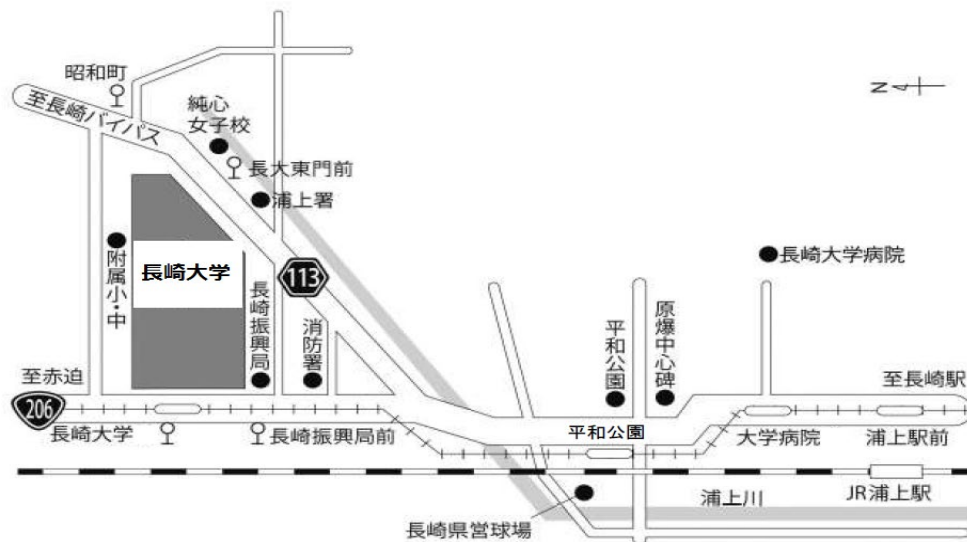 昭和町
至長崎バイパス
純心
女子校
長大東門前
浦上署
N
長崎大学病院
附属小・中
長崎大学
113
長崎振興局
消防署
平和公園
原爆中心碑
至赤迫
206
至長崎駅
長崎大学
長崎振興局前
平和公園
大学病院
浦上駅前
浦上川
JR浦上駅
長崎県営球場